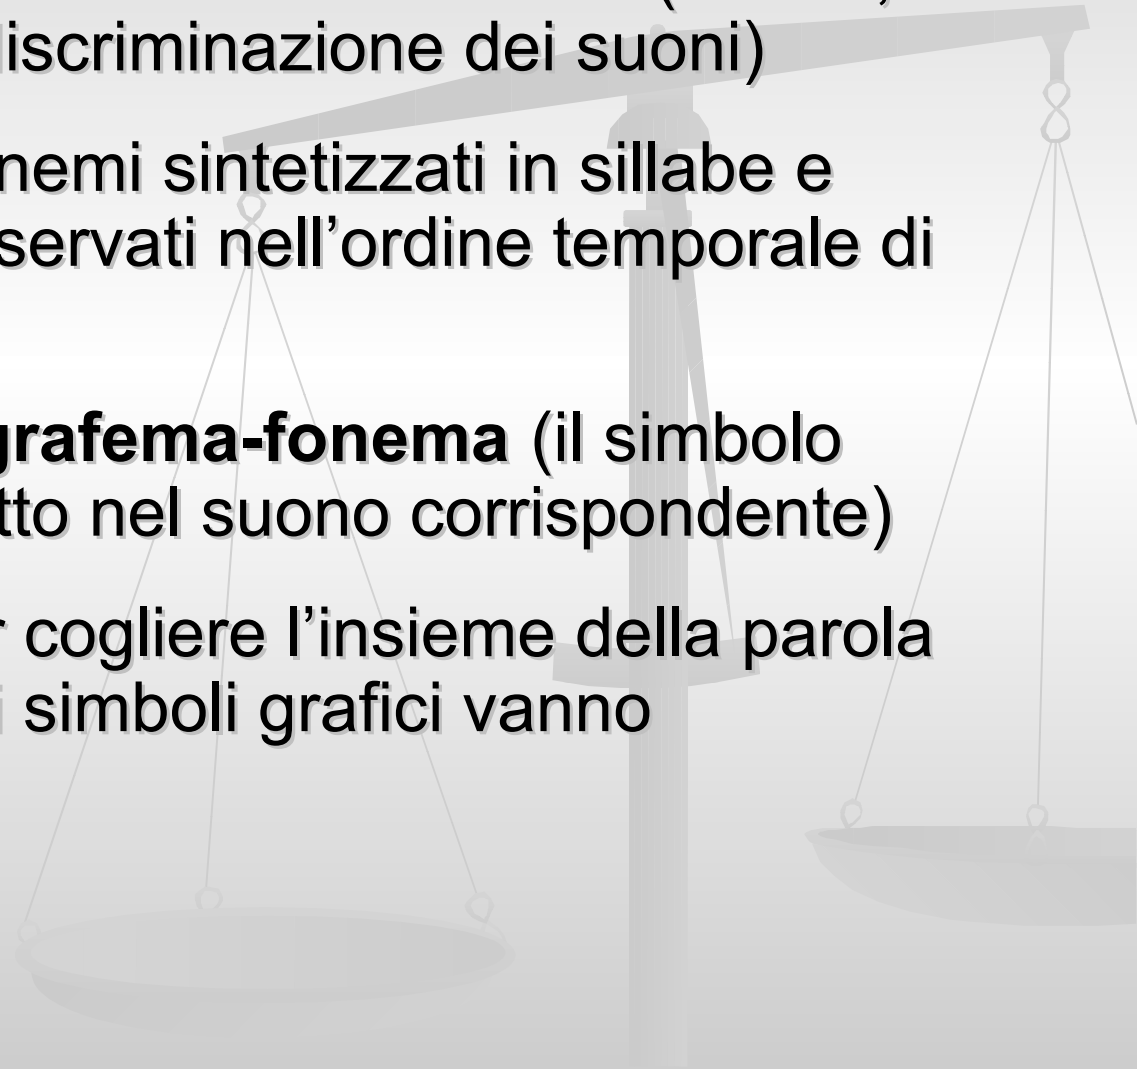 discriminazione dei suoni)
nemi sintetizzati in sillabe e
servati nell’ordine temporale di
grafema-fonema (il simbolo
tto nel suono corrispondente)
r cogliere l’insieme della parola
i simboli grafici vanno